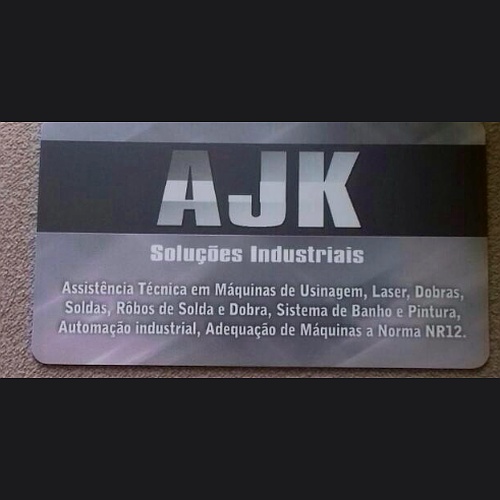 AJK
Soluções Industriais
Assistência Técnica em Máquinas de Usinagem, Laser, Dobras,
Soldas, Rôbos de Solda e Dobra, Sistema de Banho e Pintura,
Automação industrial, Adequação de Máquinas a Norma NR12.